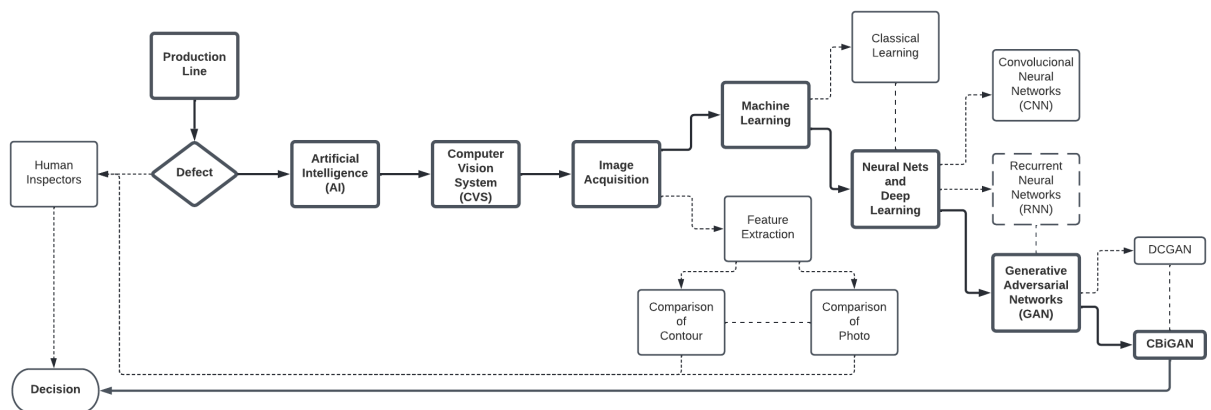 Production
Line
Human
Inspectors
Defect
Artificial
Intelligence
(AI)
Computer
Vision
System
(CVS)
Image
Acquisition
Machine
Learning
Classical
Learning
Neural Nets
and
Deep
Learning
Convolucional
Neural
Networks
(CNN)
Recurrent
Neural
Networks
(RNN)
Feature
Extraction
Comparison
of
Contour
Comparison
of
Photo
Generative
Adversarial
Networks
(GAN)
DCGAN
CBiGAN
Decision